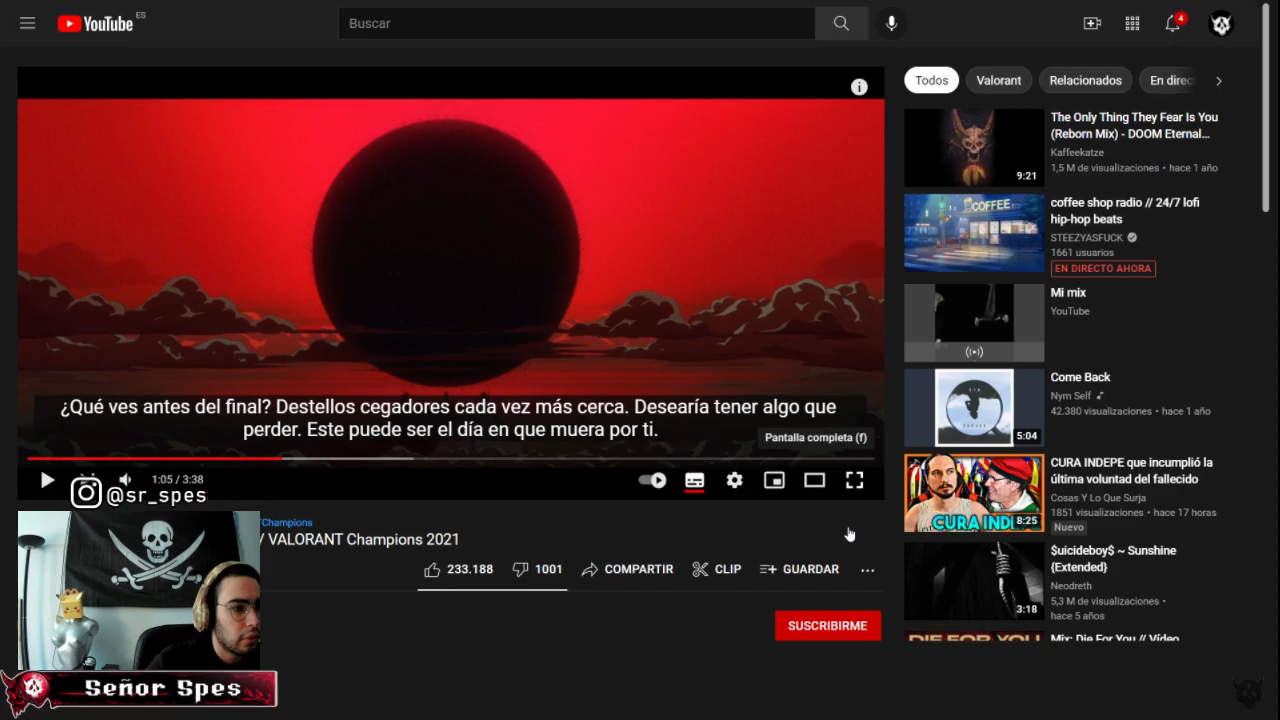 YouTube ES
Buscar
4
¿Qué ves antes del final? Destellos cegadores cada vez más cerca. Desearía tener algo que
perder. Este puede ser el día en que muera por ti.
Pantalla completa (f)
1:05 / 3:38
@sr_spes
Champions
/ VALORANT Champions 2021
233.188
1001
COMPARTIR
CLIP
GUARDAR
SUSCRIBIRME
Señor Spes
Todos
Valorant
Relacionados
En direc
The Only Thing They Fear Is You
(Reborn Mix) - DOOM Eternal...
Kaffeekatze
1,5 M de visualizaciones • hace 1 año
9:21
COFFEE
coffee shop radio // 24/7 lofi
hip-hop beats
STEEZYASFUCK
1661 usuarios
EN DIRECTO AHORA
Mi mix
YouTube
Come Back
Nym Self
42.380 visualizaciones • hace 1 año
5:04
CURA INDEPE que incumplió la
última voluntad del fallecido
Cosas Y Lo Que Surja
1851 visualizaciones • hace 17 horas
Nuevo
CURA IND
8:25
$uicideboy$ ~ Sunshine
{Extended}
Neodreth
5,3 M de visualizaciones •
hace 5 años
3:18
DIE FOR YOU
Mix: Die For You // Vídeo